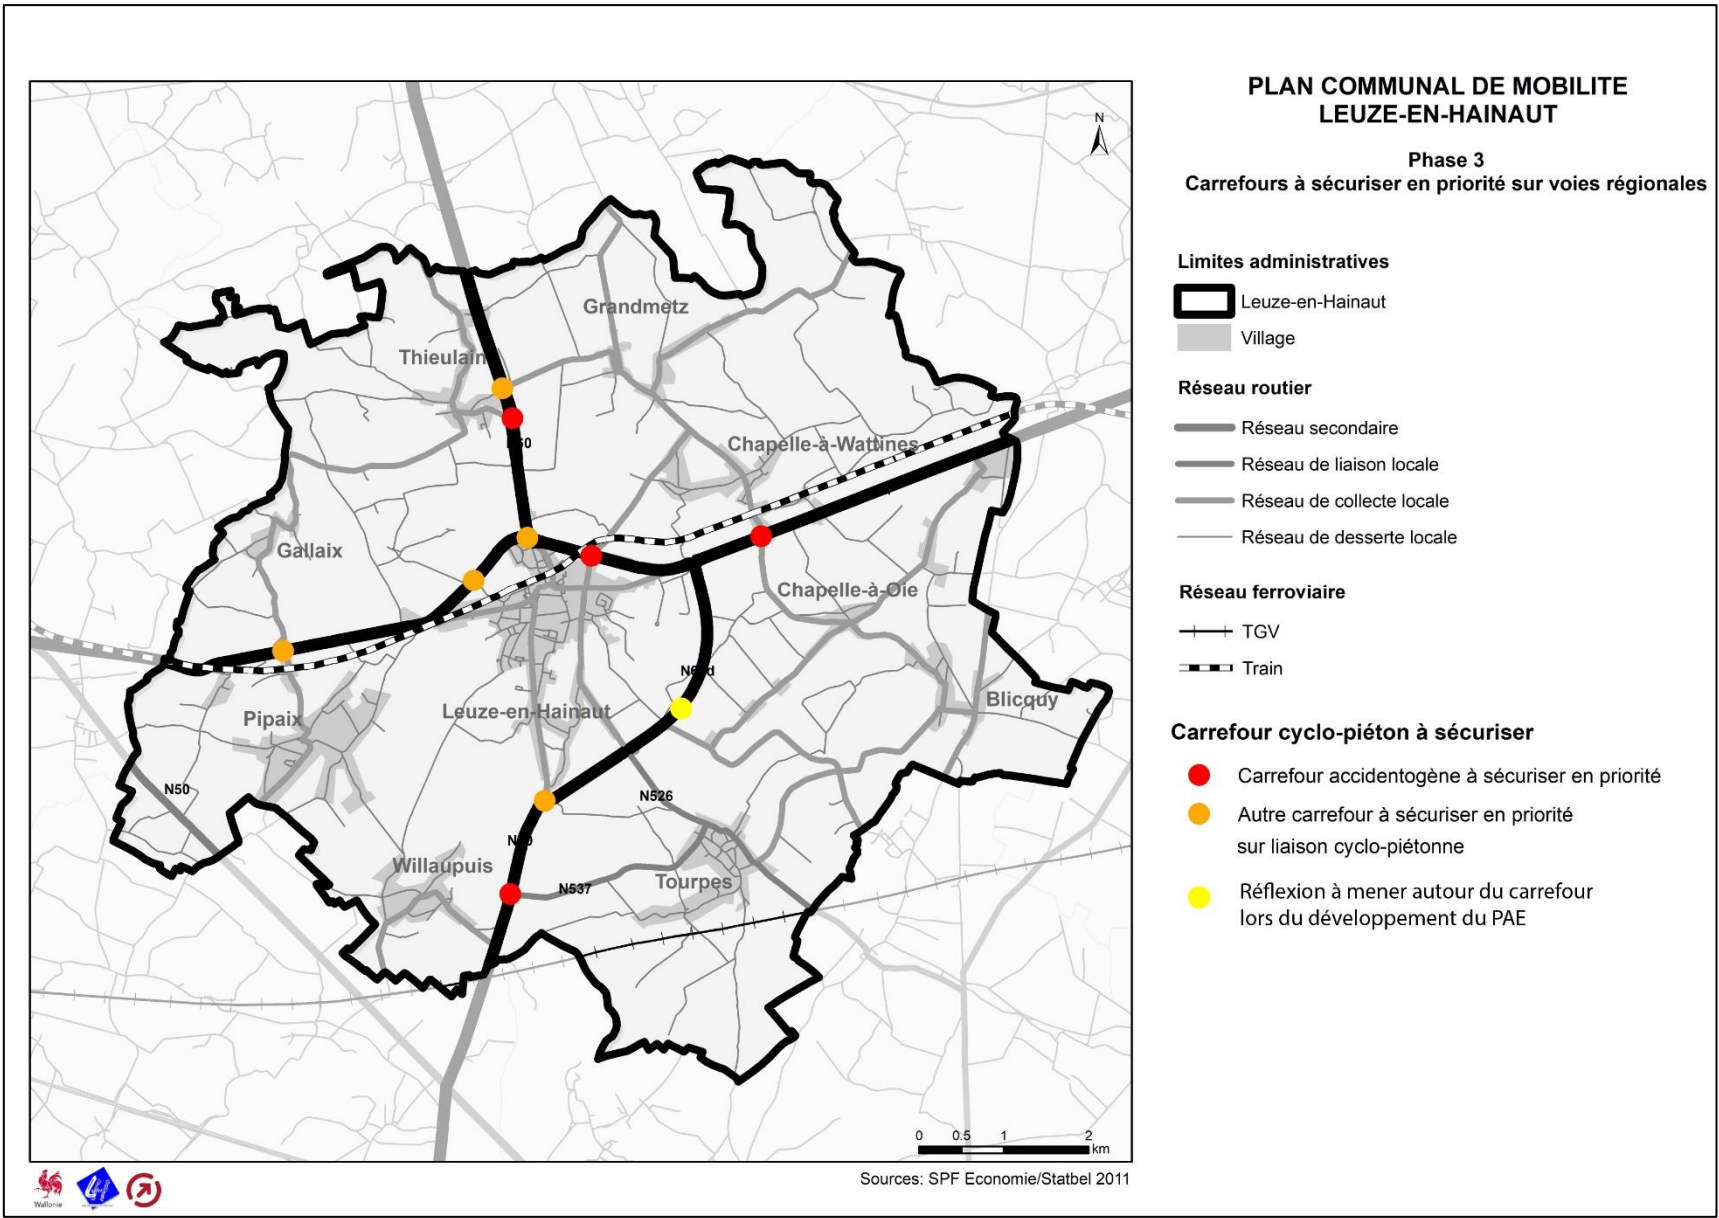 PLAN COMMUNAL DE MOBILITE
LEUZE-EN-HAINAUT
Phase 3
Carrefours à sécuriser en priorité sur voies régionales
Limites administratives
Leuze-en-Hainaut
Village
Réseau routier
Réseau secondaire
Réseau de liaison locale
Réseau de collecte locale
Réseau de desserte locale
Réseau ferroviaire
TGV
Train
Carrefour cyclo-piéton à sécuriser
Carrefour accidentogène à sécuriser en priorité
Autre carrefour à sécuriser en priorité
sur liaison cyclo-piétonne
Réflexion à mener autour du carrefour
lors du développement du PAE
N
Grandmetz
Thieulain
Chapelle-à-Wattines
Gallaix
Chapelle-à-Oie
Blicquy
Leuze-en-Hainaut
Pipaix
N50
N526
Willaupuis
N537
Tourpes
0 0.5 1 2
km
Sources: SPF Economie/Statbel 2011
Wallonie